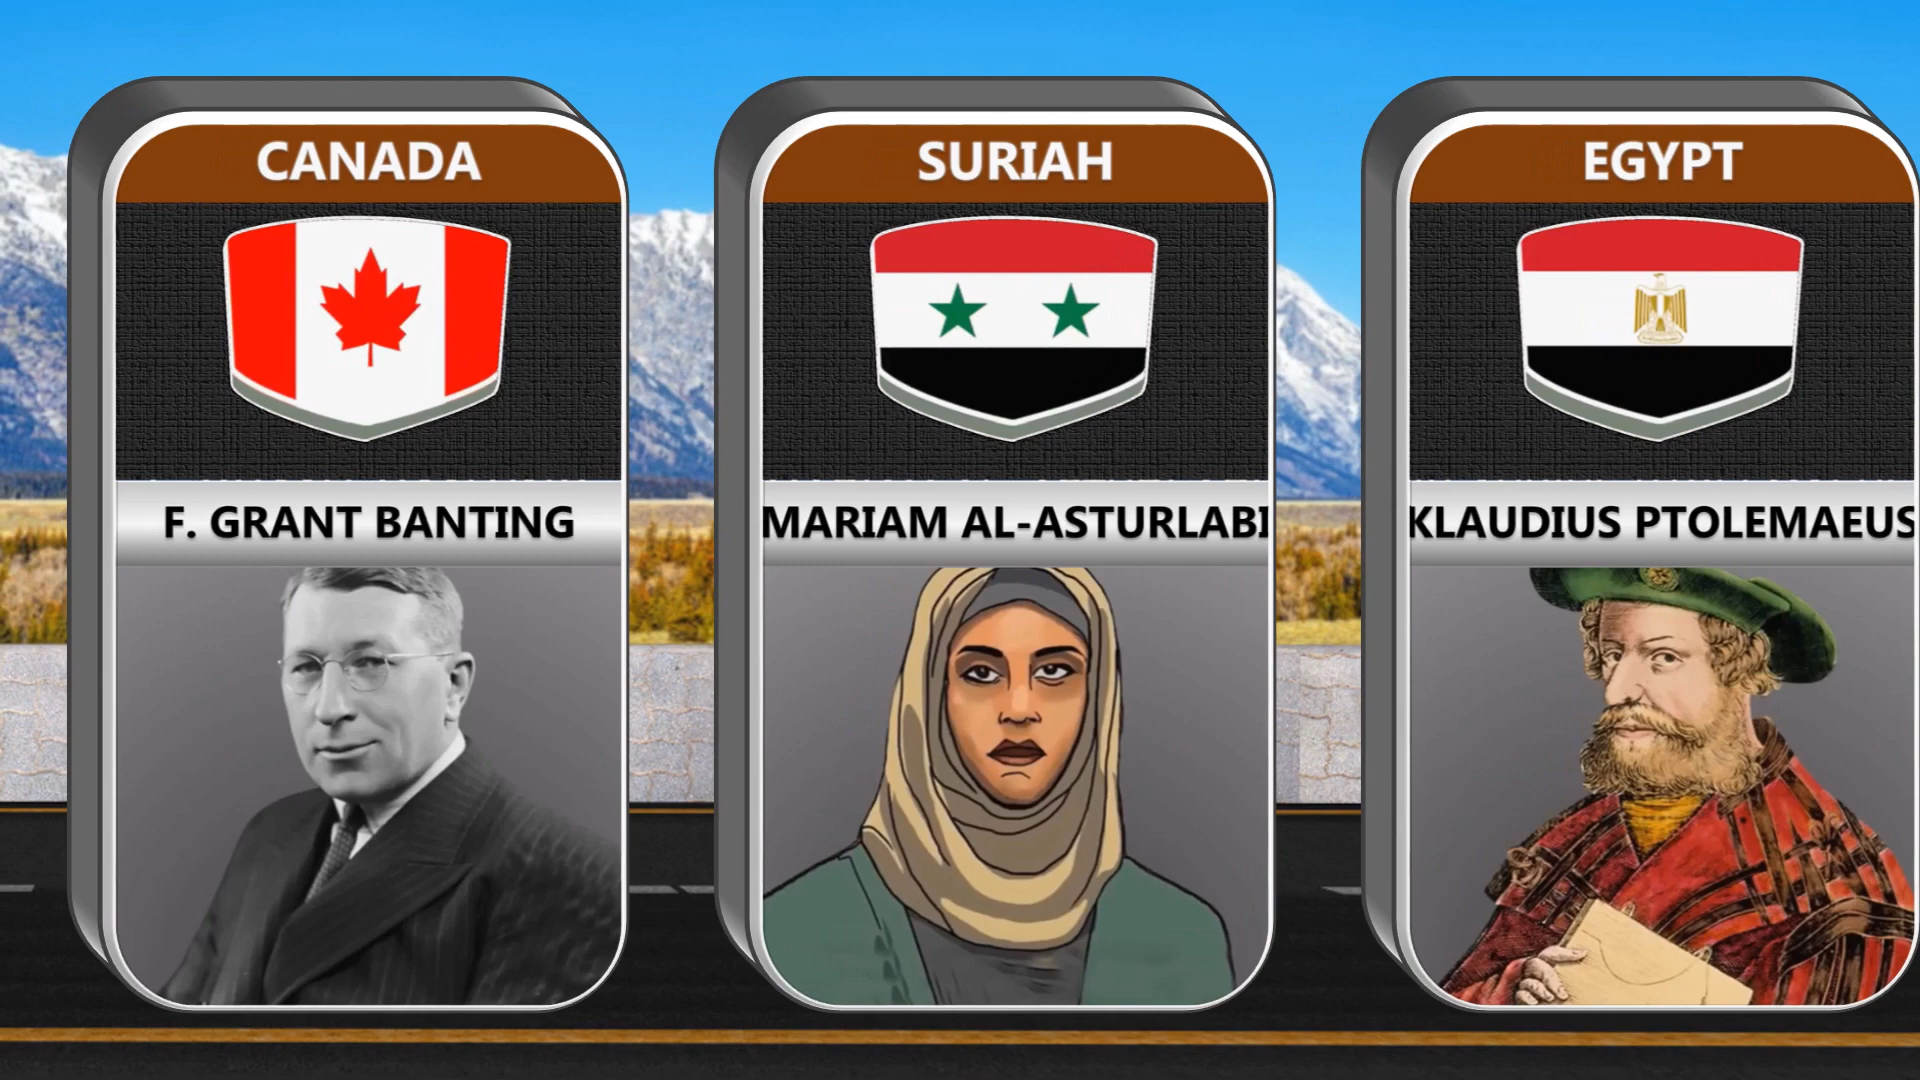 CANADA
F. GRANT BANTING
SURIAH
MARIAM AL-ASTURLABI
EGYPT
KLAUDIUS PTOLEMAEUS